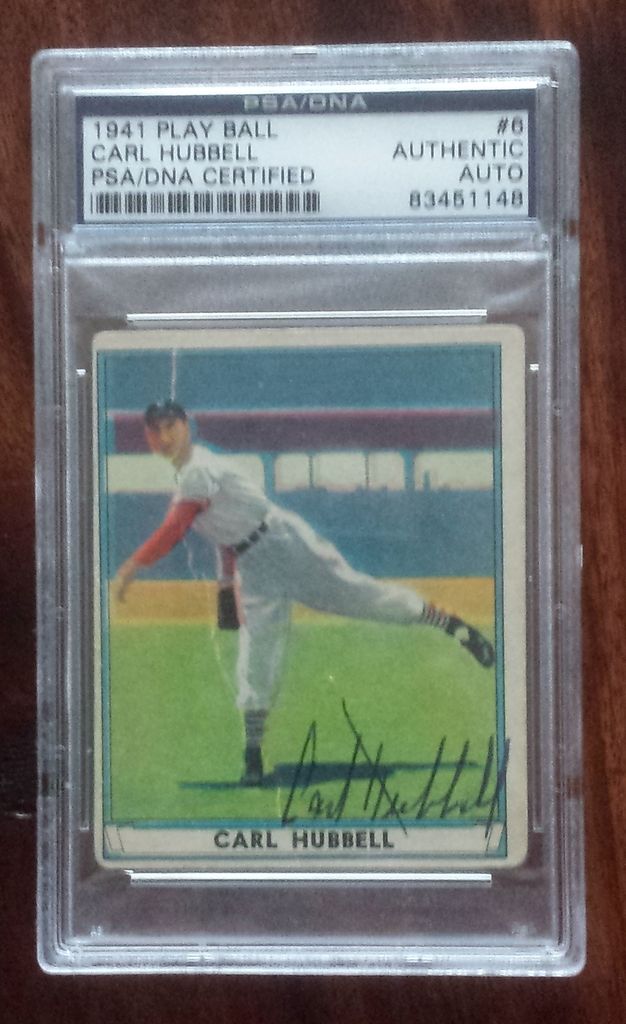 PSA/DNA
1941 PLAY BALL #6
CARL HUBBELL AUTHENTIC
PSA/DNA CERTIFIED AUTO
83451148
Carl Hubbell
CARL HUBBELL